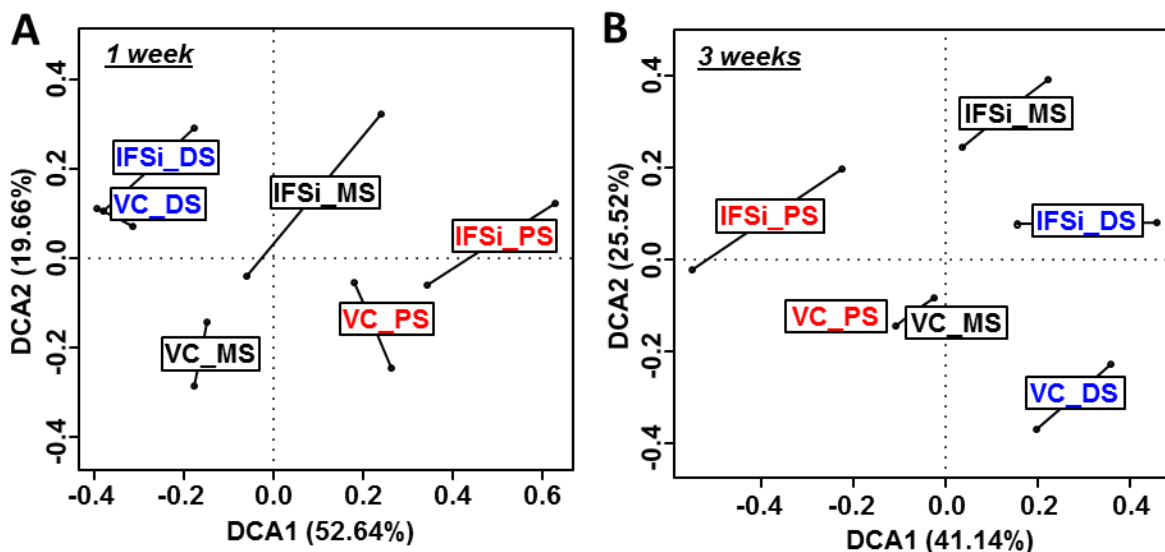 A
1 week
IFSi_DS
VC_DS
IFSi_MS
IFSi_PS
VC_PS
VC_MS
0.4
0.2
0.0
-0.2
-0.4
DCA2 (19.66%)
-0.4 -0.2 0.0 0.2 0.4 0.6
DCA1 (52.64%)
B
3 weeks
IFSi_MS
IFSi_PS
IFSi_DS
VC_PS
VC_MS
VC_DS
0.4
0.2
0.0
-0.2
-0.4
DCA2 (25.52%)
-0.4 -0.2 0.0 0.2 0.4
DCA1 (41.14%)